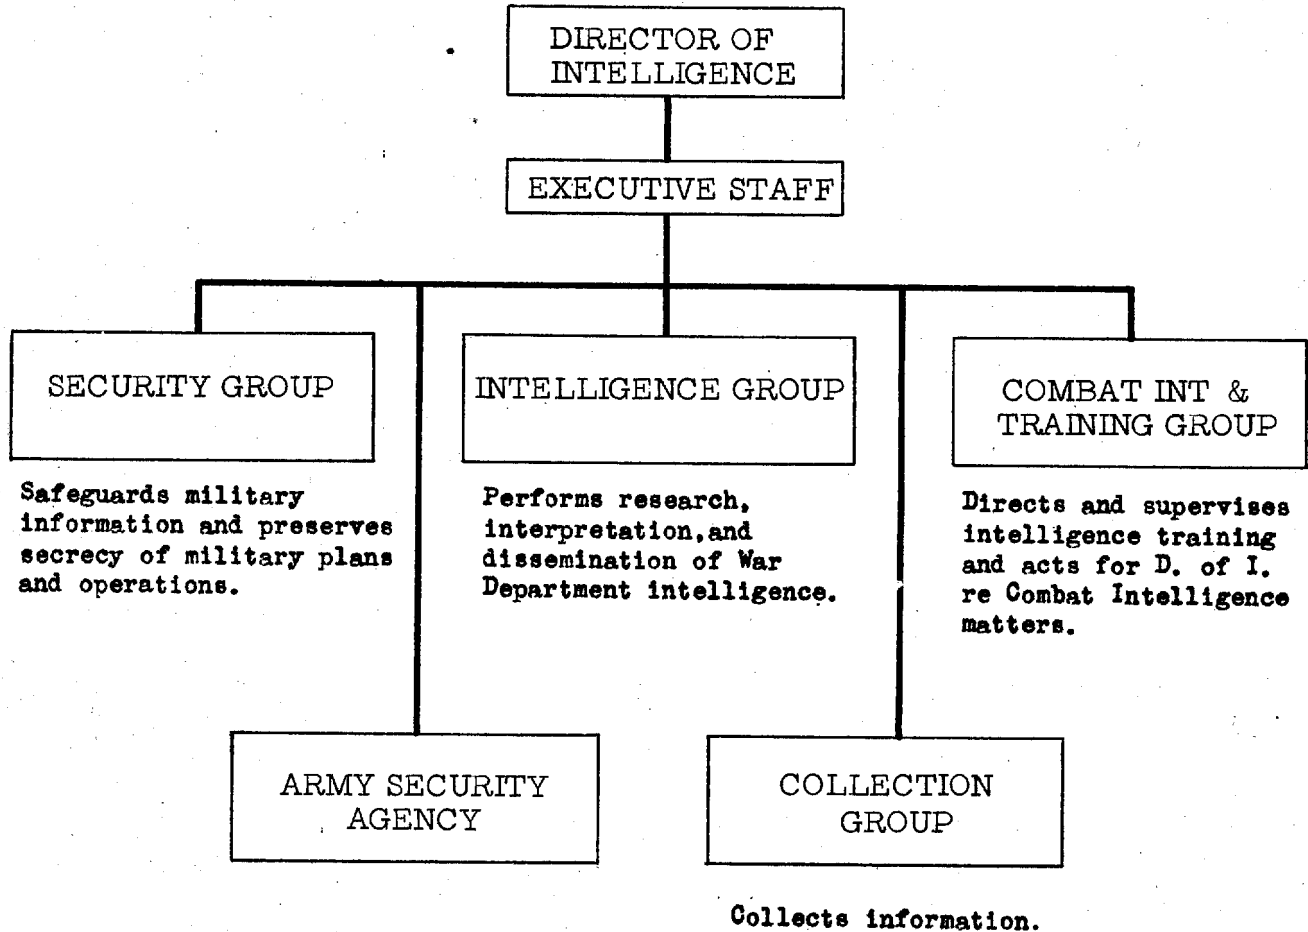 DIRECTOR OF
INTELLIGENCE
EXECUTIVE STAFF
SECURITY GROUP
Safeguards military
information and preserves
secrecy of military plans
and operations.
INTELLIGENCE GROUP
Performs research,
interpretation, and
dissemination of War
Department intelligence.
COMBAT INT &
TRAINING GROUP
Directs and supervises
intelligence training
and acts for D. of I.
re Combat Intelligence
matters.
ARMY SECURITY
AGENCY
COLLECTION
GROUP
Collects information.